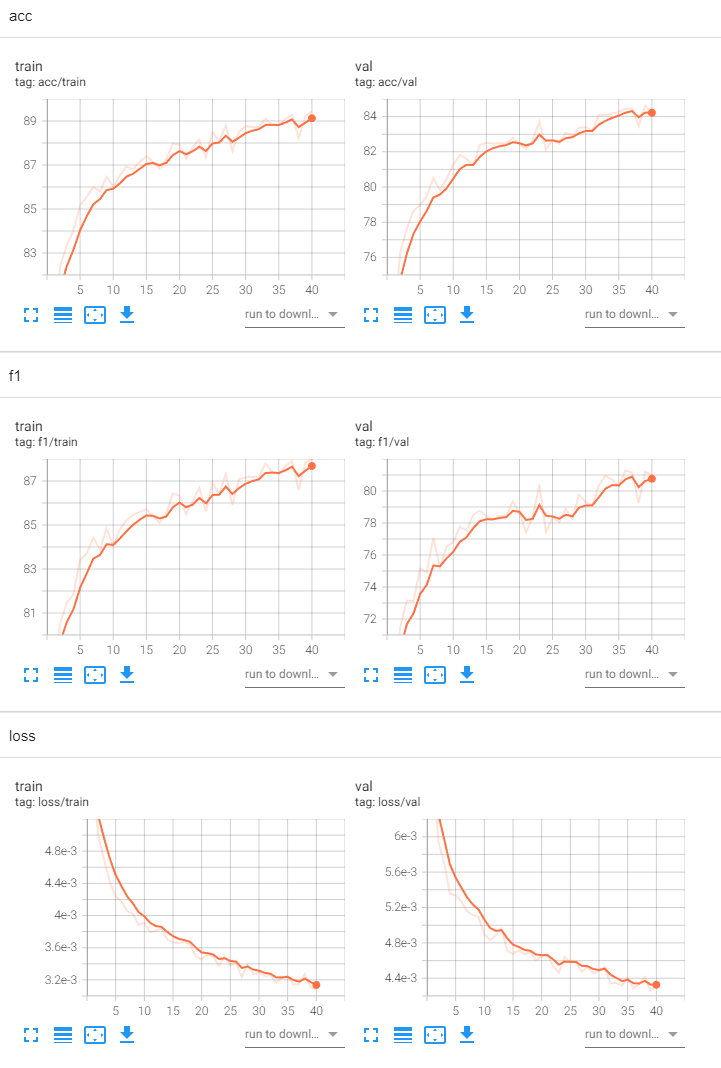 acc
train
tag: acc/train
89
87
85
83
5 10 15 20 25 30 35 40
run to downl...
val
tag: acc/val
84
82
80
78
76
5 10 15 20 25 30 35 40
run to downl...
f1
train
tag: f1/train
87
85
83
81
5 10 15 20 25 30 35 40
run to downl...
val
tag: f1/val
80
78
76
74
72
5 10 15 20 25 30 35 40
run to downl...
loss
train
tag: loss/train
4.8e-3
4.4e-3
4e-3
3.6e-3
3.2e-3
5 10 15 20 25 30 35 40
run to downl...
val
tag: loss/val
6e-3
5.6e-3
5.2e-3
4.8e-3
4.4e-3
5 10 15 20 25 30 35 40
run to downl...